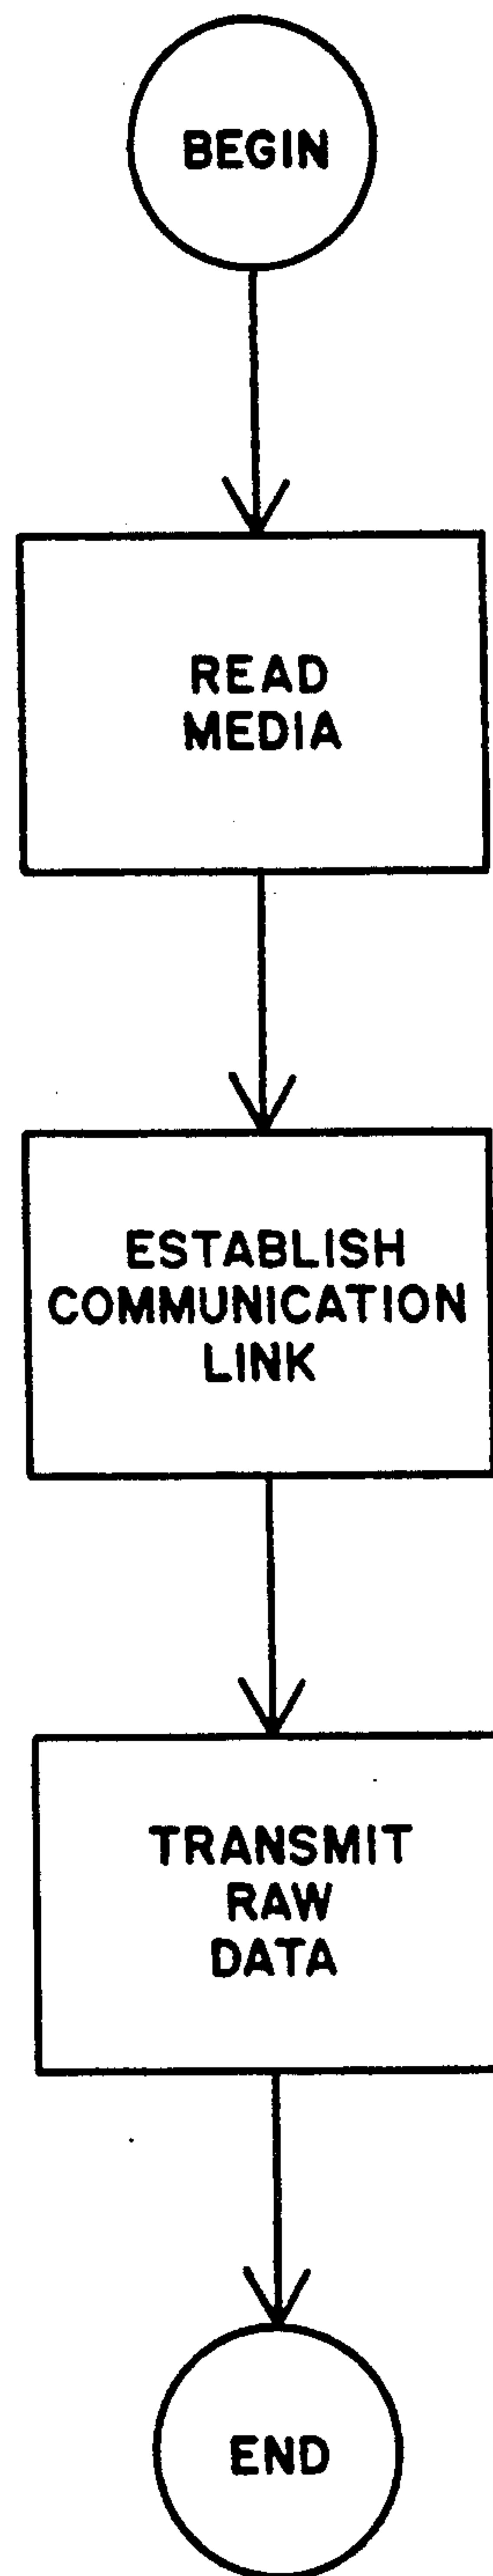 BEGIN
READ
MEDIA
ESTABLISH
COMMUNICATION
LINK
TRANSMIT
RAW
DATA
END